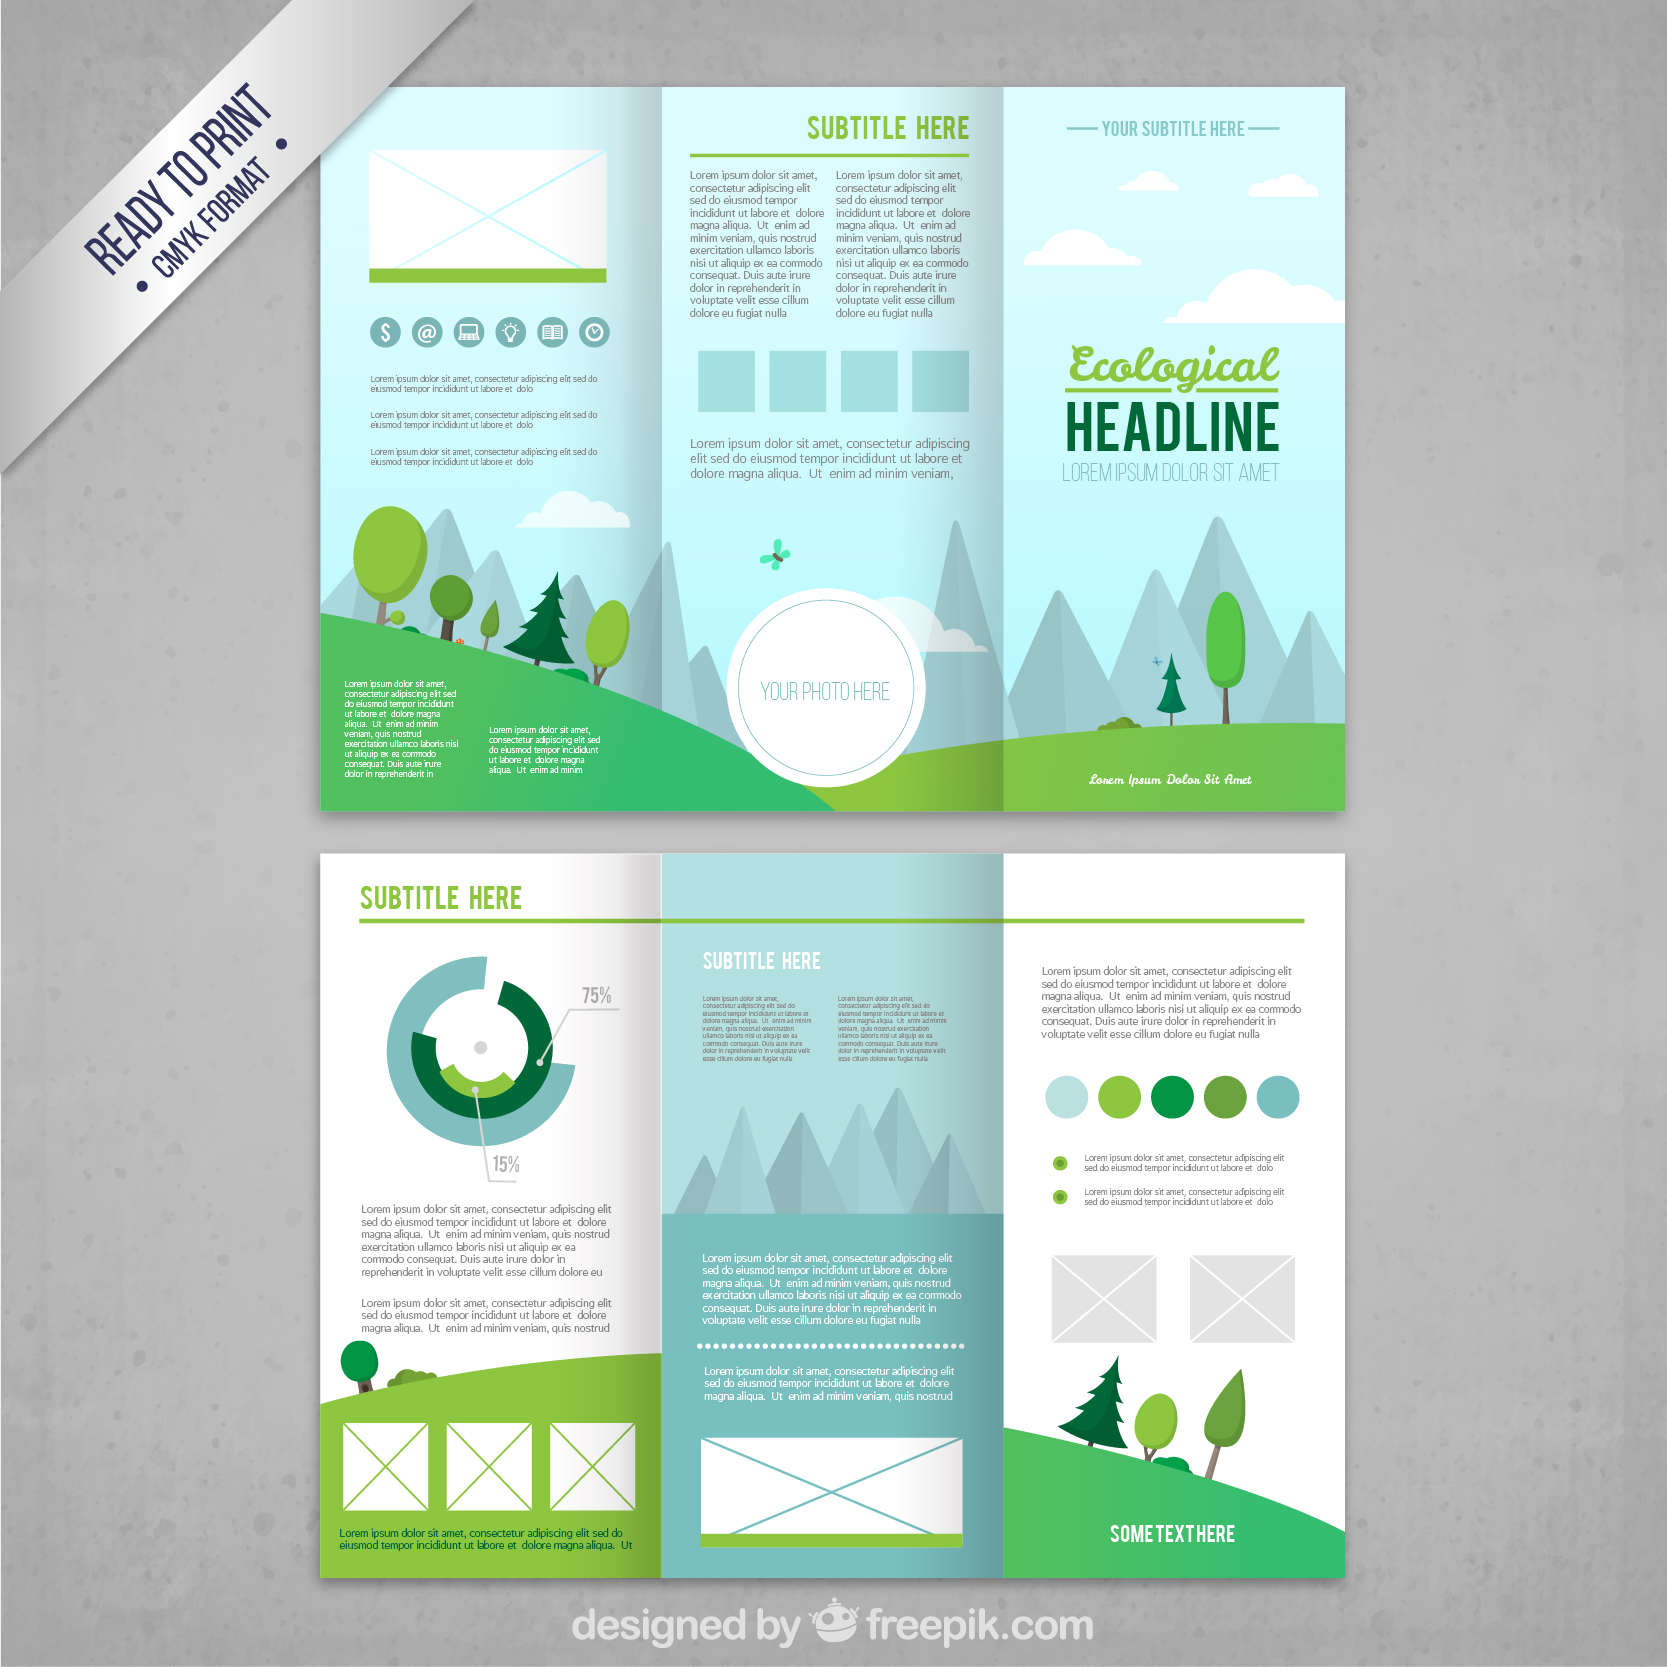 READY TO PRINT
• CMYK FORMAT •
Lorem ipsum dolor sit amet, consectetur adipiscing elit sed do
eiusmod tempor incididunt ut labore et dolo
Lorem ipsum dolor sit amet, consectetur adipiscing elit sed do
eiusmod tempor incididunt ut labore et dolo
Lorem ipsum dolor sit amet, consectetur adipiscing elit sed do
eiusmod tempor incididunt ut labore et dolo
Lorem ipsum dolor sit amet,
consectetur adipiscing elit sed
do eiusmod tempor incididunt
ut labore et dolore magna
aliqua. Ut enim ad minim
veniam, quis nostrud
exercitation ullamco laboris nisi
ut aliquip ex ea commodo
consequat. Duis aute irure
dolor in reprehenderit in
Lorem ipsum dolor sit amet,
consectetur adipiscing elit sed
do eiusmod tempor incididunt
ut labore et dolore magna
aliqua. Ut enim ad minim
SUBTITLE HERE
Lorem ipsum dolor sit amet,
consectetur adipiscing elit
sed do eiusmod tempor
incididunt ut labore et dolore
magna aliqua. Ut enim ad
minim veniam, quis nostrud
exercitation ullamco laboris
nisi ut aliquip ex ea commodo
consequat. Duis aute irure
dolor in reprehenderit in
voluptate velit esse cillum
dolore eu fugiat nulla
Lorem ipsum dolor sit amet,
consectetur adipiscing elit
sed do eiusmod tempor
incididunt ut labore et dolore
magna aliqua. Ut enim ad
minim veniam, quis nostrud
exercitation ullamco laboris
nisi ut aliquip ex ea commodo
consequat. Duis aute irure
dolor in reprehenderit in
voluptate velit esse cillum
dolore eu fugiat nulla
Lorem ipsum dolor sit amet, consectetur adipiscing
elit sed do eiusmod tempor incididunt ut labore et
dolore magna aliqua. Ut enim ad minim veniam,
YOUR PHOTO HERE
YOUR SUBTITLE HERE
Ecological
HEADLINE
LOREM IPSUM DOLOR SIT AMET
Lorem Ipsum Dolor Sit Amet
SUBTITLE HERE
75%
15%
Lorem ipsum dolor sit amet, consectetur adipiscing elit
sed do eiusmod tempor incididunt ut labore et dolore
magna aliqua. Ut enim ad minim veniam, quis nostrud
exercitation ullamco laboris nisi ut aliquip ex ea
commodo consequat. Duis aute irure dolor in
reprehenderit in voluptate velit esse cillum dolore eu
Lorem ipsum dolor sit amet, consectetur adipiscing elit
sed do eiusmod tempor incididunt ut labore et dolore
magna aliqua. Ut enim ad minim veniam, quis nostrud
Lorem ipsum dolor sit amet, consectetur adipiscing elit sed do
eiusmod tempor incididunt ut labore et dolore magna aliqua. Ut
SUBTITLE HERE
Lorem ipsum dolor sit amet,
consectetur adipiscing elit sed do
eiusmod tempor incididunt ut labore et
dolore magna aliqua. Ut enim ad minim
veniam, quis nostrud exercitation
ullamco laboris nisi ut aliquip ex ea
commodo consequat. Duis aute irure
dolor in reprehenderit in voluptate velit
esse cillum dolore eu fugiat nulla
Lorem ipsum dolor sit amet,
consectetur adipiscing elit sed do
eiusmod tempor incididunt ut labore et
dolore magna aliqua. Ut enim ad minim
veniam, quis nostrud exercitation
ullamco laboris nisi ut aliquip ex ea
commodo consequat. Duis aute irure
dolor in reprehenderit in voluptate velit
esse cillum dolore eu fugiat nulla
Lorem ipsum dolor sit amet, consectetur adipiscing elit
sed do eiusmod tempor incididunt ut labore et dolore
magna aliqua. Ut enim ad minim veniam, quis nostrud
exercitation ullamco laboris nisi ut aliquip ex ea commodo
consequat. Duis aute irure dolor in reprehenderit in
voluptate velit esse cillum dolore eu fugiat nulla
Lorem ipsum dolor sit amet, consectetur adipiscing elit
sed do eiusmod tempor incididunt ut labore et dolore
magna aliqua. Ut enim ad minim veniam, quis nostrud
Lorem ipsum dolor sit amet, consectetur adipiscing elit
sed do eiusmod tempor incididunt ut labore et dolore
magna aliqua. Ut enim ad minim veniam, quis nostrud
exercitation ullamco laboris nisi ut aliquip ex ea commodo
consequat. Duis aute irure dolor in reprehenderit in
voluptate velit esse cillum dolore eu fugiat nulla
Lorem ipsum dolor sit amet, consectetur adipiscing elit
sed do eiusmod tempor incididunt ut labore et dolo
Lorem ipsum dolor sit amet, consectetur adipiscing elit
sed do eiusmod tempor incididunt ut labore et dolo
SOME TEXT HERE
designed by freepik.com